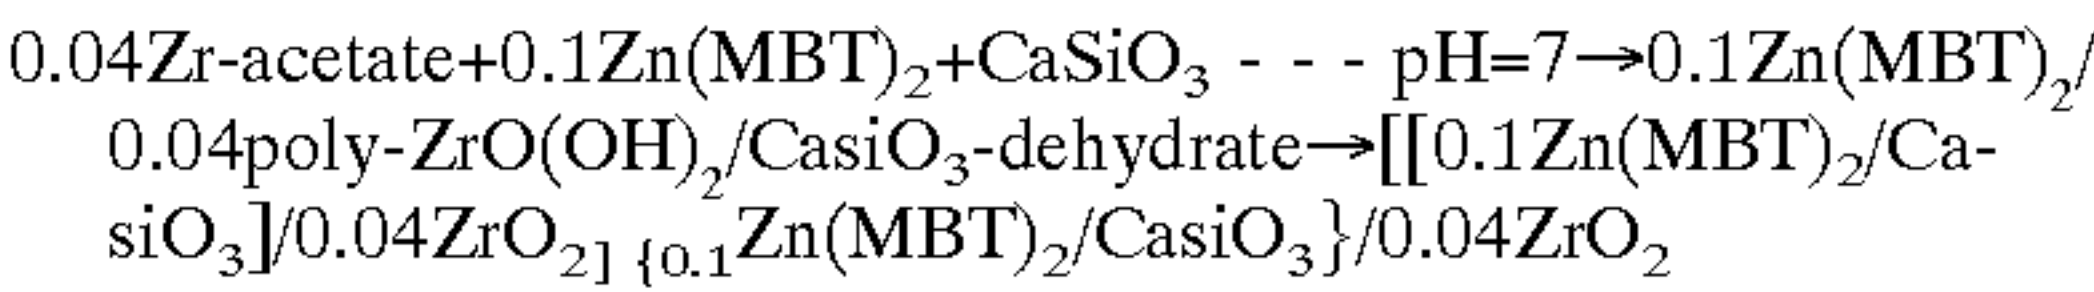 0.04Zr-acetate+0.1Zn(MBT)₂+CaSiO₃ - - - pH=7→0.1Zn(MBT)₂/
0.04poly-ZrO(OH)₂/CasiO₃-dehydrate→[[0.1Zn(MBT)₂/Ca-
siO₃]/0.04ZrO₂] {0.1Zn(MBT)₂/CasiO₃}/0.04ZrO₂